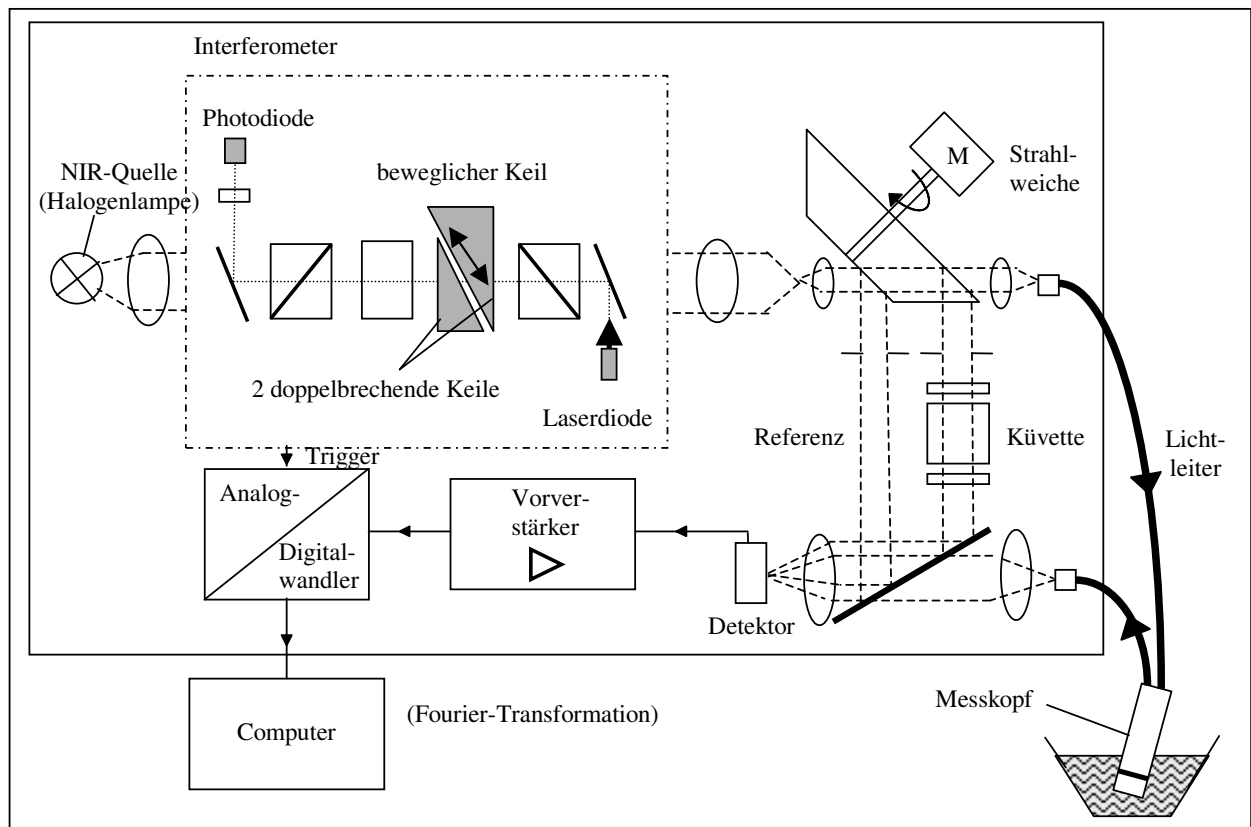 Interferometer
Photodiode
NIR-Quelle
(Halogenlampe)
beweglicher Keil
M
Strahl-
weiche
2 doppelbrechende Keile
Laserdiode
Referenz
Küvette
Licht-
leiter
Trigger
Analog-
Digital-
wandler
Vorver-
stärker
Detektor
Messkopf
Computer
(Fourier-Transformation)